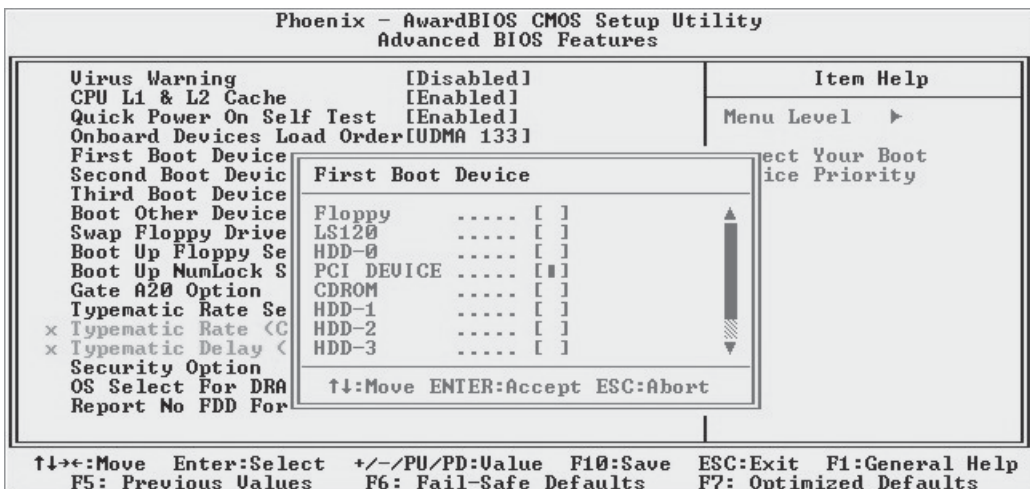 Phoenix - AwardBIOS CMOS Setup Utility
Advanced BIOS Features
Virus Warning [Disabled]
CPU L1 & L2 Cache [Enabled]
Quick Power On Self Test [Enabled]
Onboard Devices Load Order[UDMA 133]
First Boot Device
Second Boot Devic
Third Boot Device
Boot Other Device
Swap Floppy Drive
Boot Up Floppy Se
Boot Up NumLock S
Gate A20 Option
Typematic Rate Se
x Typematic Rate (C
x Typematic Delay (
Security Option
OS Select For DRA
Report No FDD For
First Boot Device
Floppy ..... [ ]
LS120 ..... [ ]
HDD-0 ..... [ ]
PCI DEVICE ..... [▮]
CDROM ..... [ ]
HDD-1 ..... [ ]
HDD-2 ..... [ ]
HDD-3 ..... [ ]
↑↓:Move ENTER:Accept ESC:Abort
Item Help
Menu Level ►
ect Your Boot
ice Priority
↑↓→←:Move Enter:Select +/-/PU/PD:Value F10:Save ESC:Exit F1:General Help
F5: Previous Values F6: Fail-Safe Defaults F7: Optimized Defaults